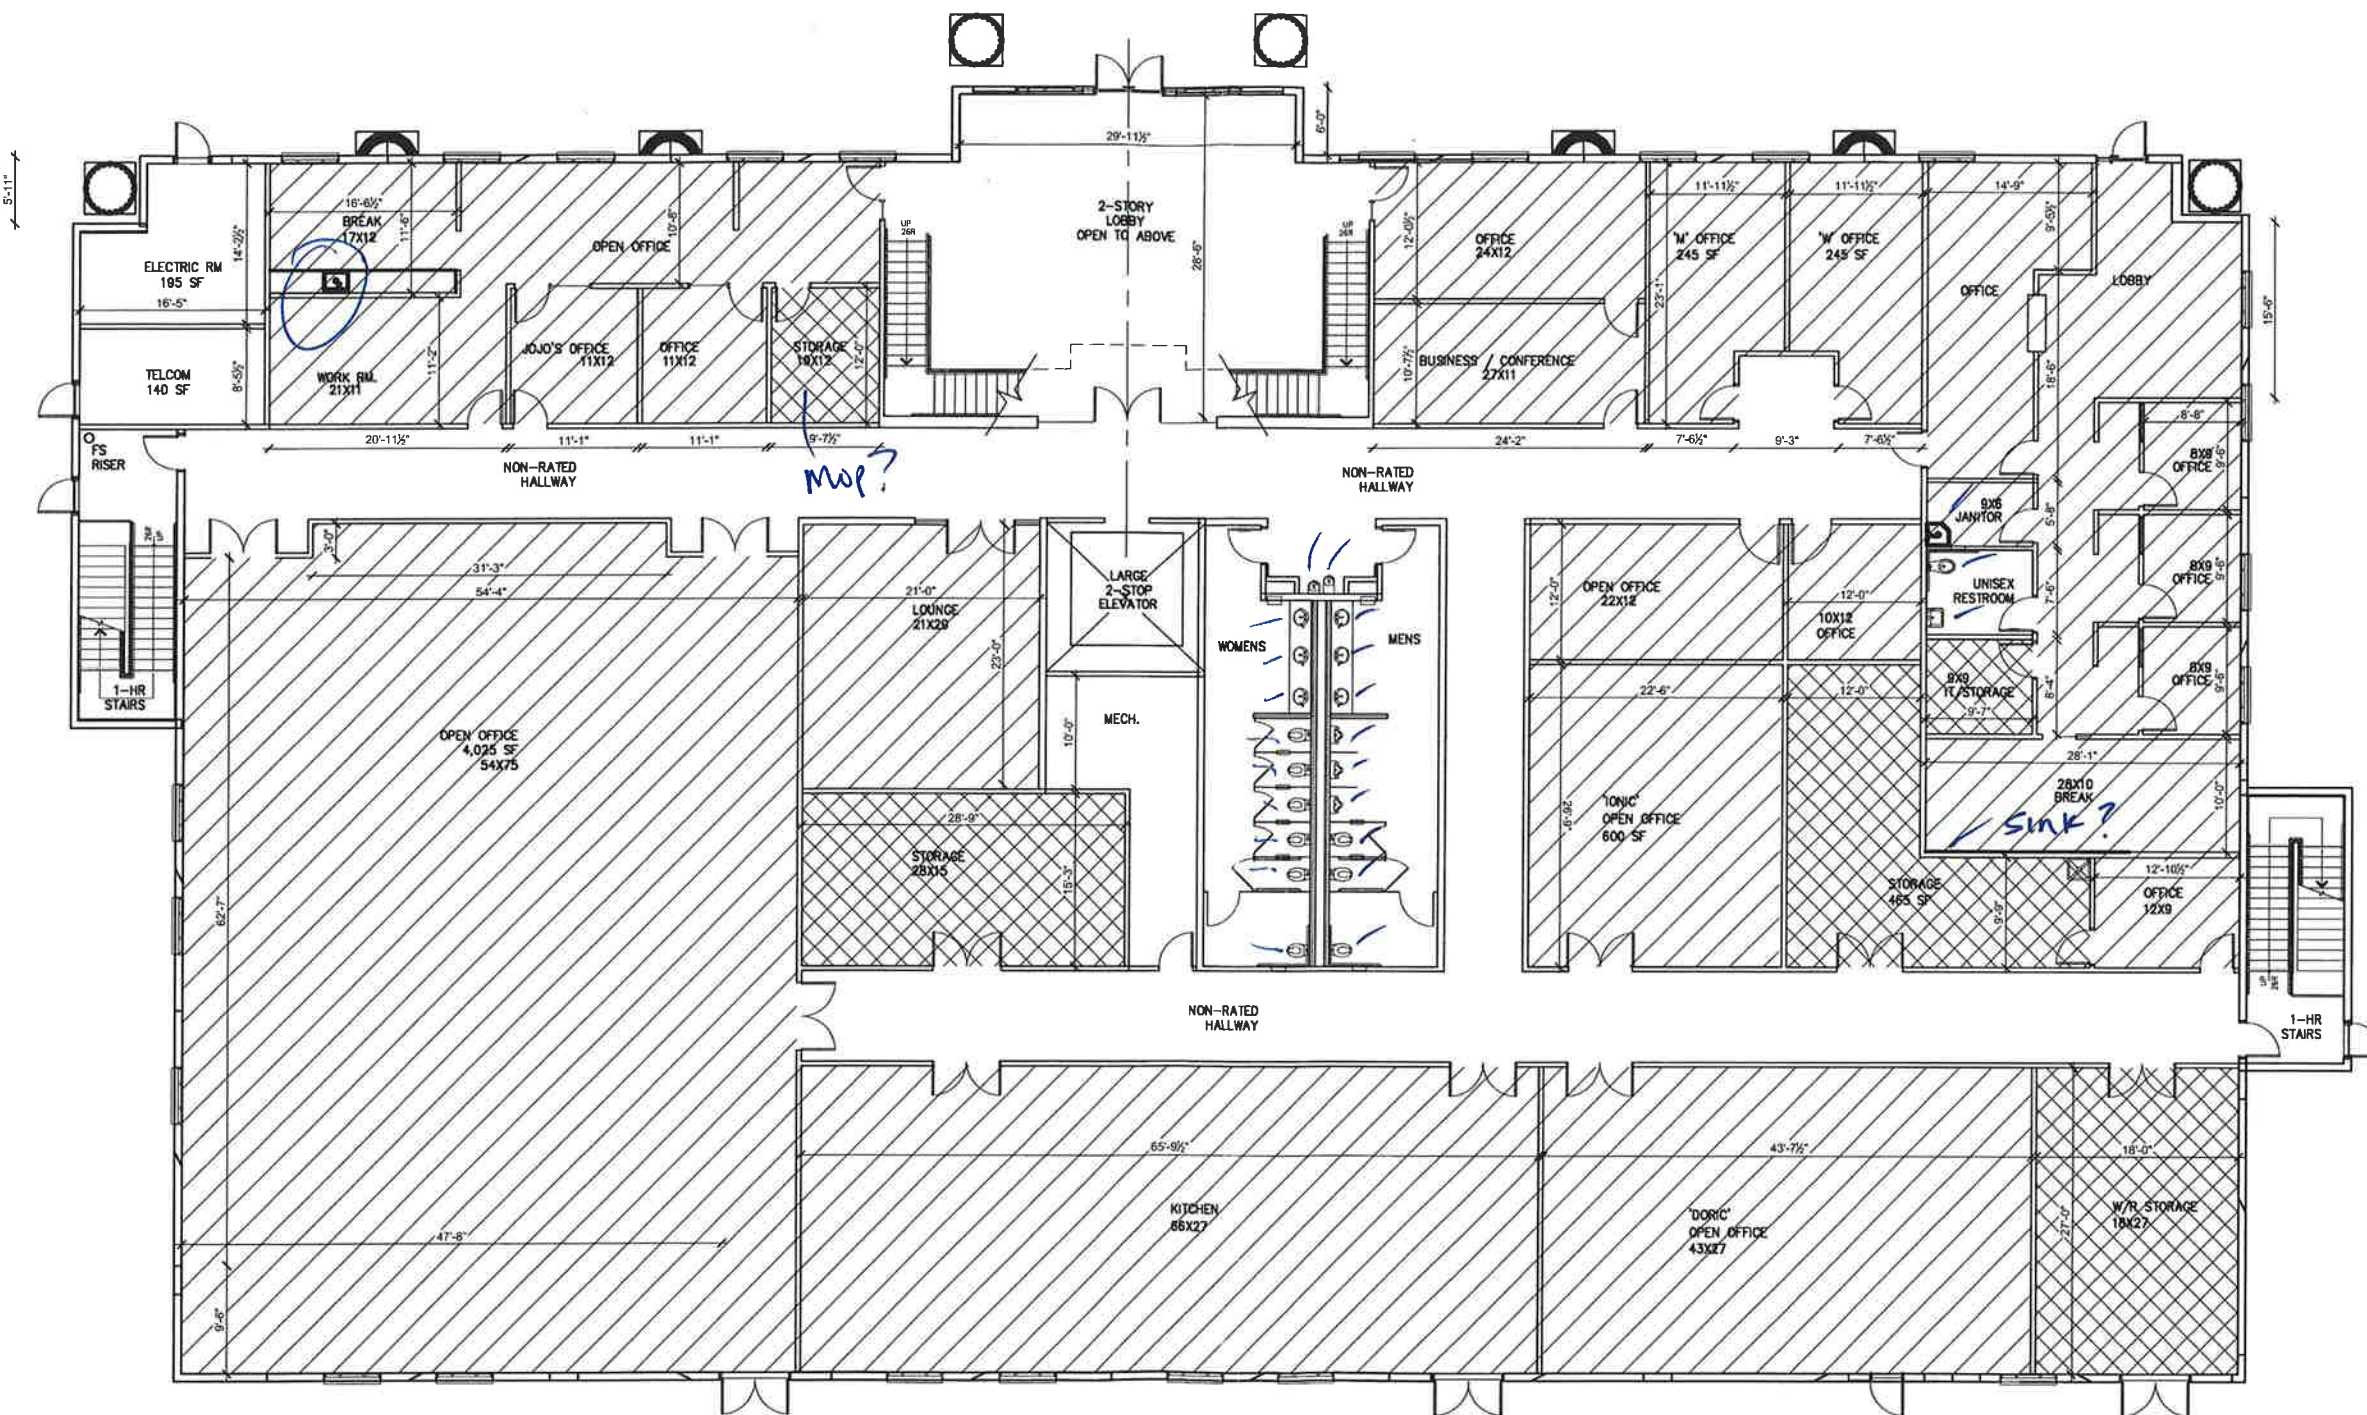 29'-11½"
6'-0"
5'-11"
16'-6½"
BREAK
17X12
11'-6"
10'-8"
OPEN OFFICE
14'-2½"
ELECTRIC RM
195 SF
16'-5"
TELCOM
140 SF
8'-5½"
WORK RM.
21X11
11'-2"
JOJO'S OFFICE
11X12
OFFICE
11X12
STORAGE
10X12
12'-0"
UP
26R
2-STORY
LOBBY
OPEN TO ABOVE
28'-6"
UP
26R
OFFICE
24X12
12'-0½"
BUSINESS / CONFERENCE
27X11
10'-7½"
11'-11½"
'M' OFFICE
245 SF
23'-1"
11'-11½"
'W' OFFICE
245 SF
14'-9"
9'-5½"
OFFICE
LOBBY
18'-6"
15'-6"
FS
RISER
20'-11½"
11'-1"
11'-1"
9'-7½"
NON-RATED
HALLWAY
MOP?
24'-2"
7'-6½"
9'-3"
7'-6½"
NON-RATED
HALLWAY
8'-8"
8X9
OFFICE
9'-6"
9X6
JANITOR
5'-8"
UNISEX
RESTROOM
7'-6"
8X9
OFFICE
9'-6"
9X9
IT/STORAGE
9'-7"
8'-4"
8X9
OFFICE
9'-6"
26R
UP
1-HR
STAIRS
3'-0"
31'-3"
54'-4"
OPEN OFFICE
4,025 SF
54X75
62'-7"
47'-8"
9'-6"
21'-0"
LOUNGE
21X29
23'-0"
LARGE
2-STOP
ELEVATOR
MECH.
10'-0"
28'-9"
STORAGE
28X15
15'-3"
WOMENS
MENS
OPEN OFFICE
22X12
12'-0"
12'-0"
10X12
OFFICE
22'-6"
'IONIC'
OPEN OFFICE
600 SF
26'-9"
12'-0"
STORAGE
465 SF
9'-9"
28'-1"
28X10
BREAK
10'-0"
SINK?
12'-10½"
OFFICE
12X9
UP
26R
1-HR
STAIRS
NON-RATED
HALLWAY
65'-9½"
KITCHEN
66X27
43'-7½"
'DORIC'
OPEN OFFICE
43X27
18'-0"
W/R STORAGE
18X27
27'-0"